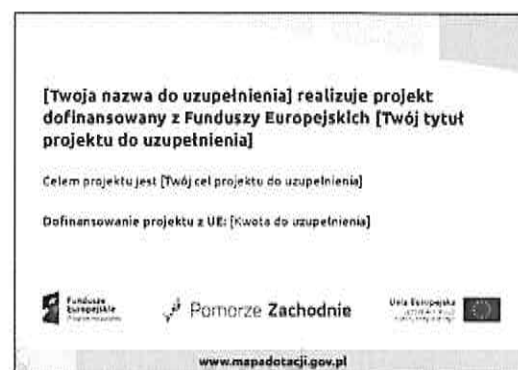 [Twoja nazwa do uzupełnienia] realizuje projekt
dofinansowany z Funduszy Europejskich [Twój tytuł
projektu do uzupełnienia]
Celem projektu jest [Twój cel projektu do uzupełnienia]
Dofinansowanie projektu z UE: [Kwota do uzupełnienia]
Fundusze
Europejskie
Pomorze Zachodnie
Unia Europejska
www.mapadotacji.gov.pl